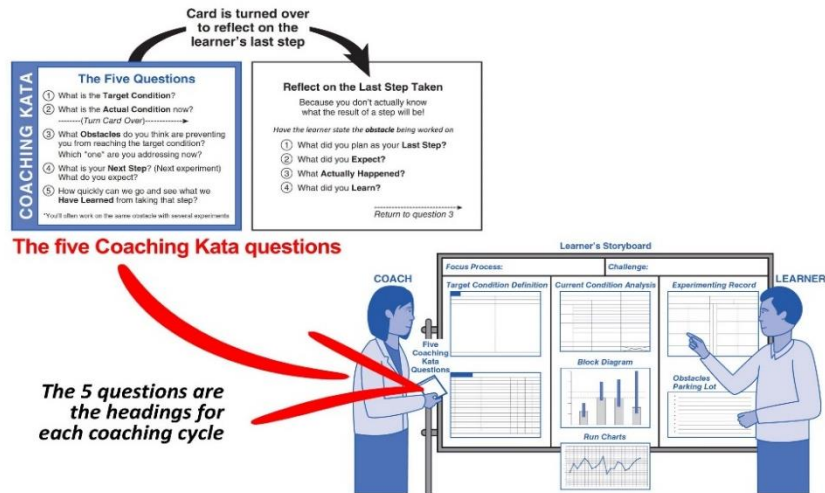 Card is turned over
to reflect on the
learner's last step
COACHING KATA
The Five Questions
1 What is the Target Condition?
2 What is the Actual Condition now?
--------(Turn Card Over)-------------->
3 What Obstacles do you think are preventing
you from reaching the target condition?
Which "one" are you addressing now?
4 What is your Next Step? (Next experiment)
What do you expect?
5 How quickly can we go and see what we
Have Learned from taking that step?
*You'll often work on the same obstacle with several experiments
Reflect on the Last Step Taken
Because you don't actually know
what the result of a step will be!
Have the learner state the obstacle being worked on
1 What did you plan as your Last Step?
2 What did you Expect?
3 What Actually Happened?
4 What did you Learn?
-------------------->
Return to question 3
The five Coaching Kata questions
The 5 questions are
the headings for
each coaching cycle
COACH
Five
Coaching
Kata
Questions
Learner's Storyboard
Focus Process:
Challenge:
Target Condition Definition
Current Condition Analysis
Experimenting Record
Block Diagram
Obstacles
Parking Lot
Run Charts
LEARNER